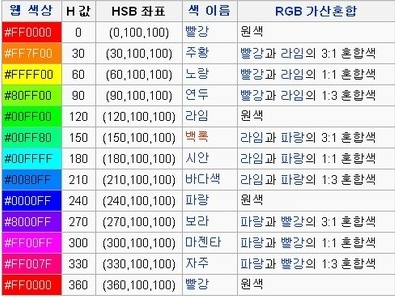 웹 색상 H 값 HSB 좌표 색 이름 RGB 가산혼합
#FF0000 0 (0,100,100) 빨강 원색
#FF7F00 30 (30,100,100) 주황 빨강과 라임의 3:1 혼합색
#FFFF00 60 (60,100,100) 노랑 빨강과 라임의 1:1 혼합색
#80FF00 90 (90,100,100) 연두 빨강과 라임의 1:3 혼합색
#00FF00 120 (120,100,100) 라임 원색
#00FF80 150 (150,100,100) 백록 라임과 파랑의 3:1 혼합색
#00FFFF 180 (180,100,100) 시안 라임과 파랑의 1:1 혼합색
#0080FF 210 (210,100,100) 바다색 라임과 파랑의 1:3 혼합색
#0000FF 240 (240,100,100) 파랑 원색
#8000FF 270 (270,100,100) 보라 파랑과 빨강의 3:1 혼합색
#FF00FF 300 (300,100,100) 마젠타 파랑과 빨강의 1:1 혼합색
#FF007F 330 (330,100,100) 자주 파랑과 빨강의 1:3 혼합색
#FF0000 360 (360,100,100) 빨강 원색